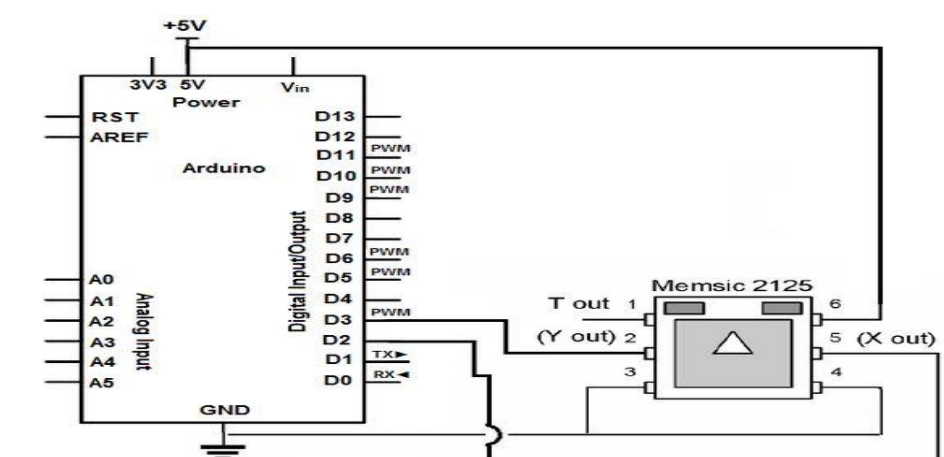 +5V
3V3 5V Vin
Power
RST
AREF
Arduino
D13
D12
D11 PWM
D10 PWM
D9 PWM
D8
D7
D6 PWM
D5 PWM
D4
D3 PWM
D2
D1 TX►
D0 RX◄
Digital Input/Output
A0
A1
A2
A3
A4
A5
Analog Input
GND
Memsic 2125
T out 1
(Y out) 2
3
6
5 (X out)
4